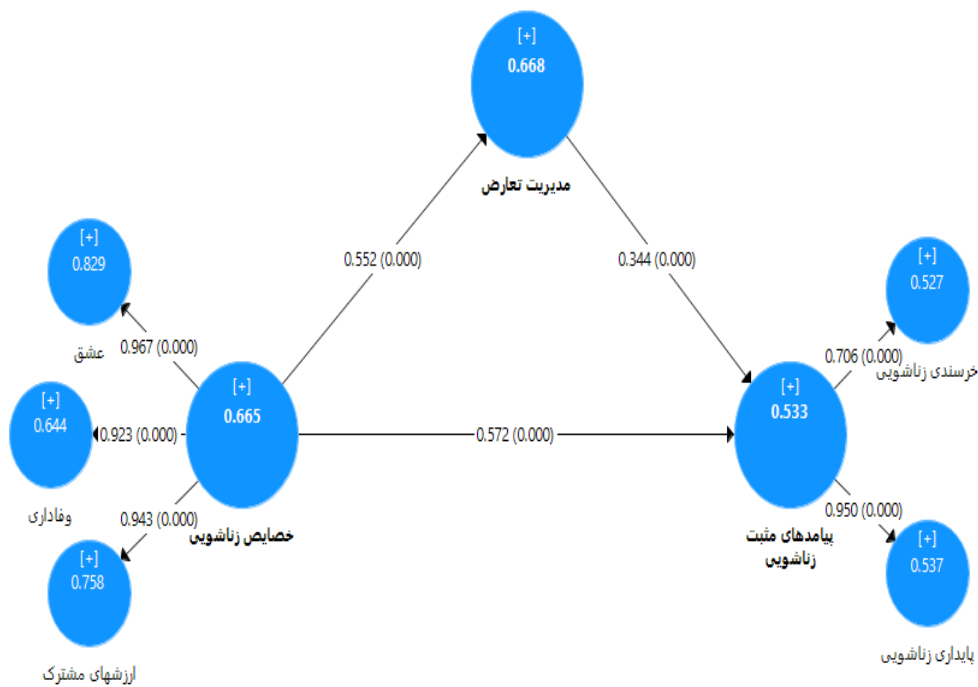 [+]
0.668
مدیریت تعارض
0.552 (0.000)
0.344 (0.000)
[+]
0.829
عشق
0.967 (0.000)
[+]
0.644
وفاداری
0.923 (0.000)
[+]
0.665
خصایص زناشویی
0.943 (0.000)
[+]
0.758
ارزشهای مشترک
0.572 (0.000)
[+]
0.533
پیامدهای مثبت
زناشویی
[+]
0.527
خرسندی زناشویی
0.706 (0.000)
0.950 (0.000)
[+]
0.537
پایداری زناشویی